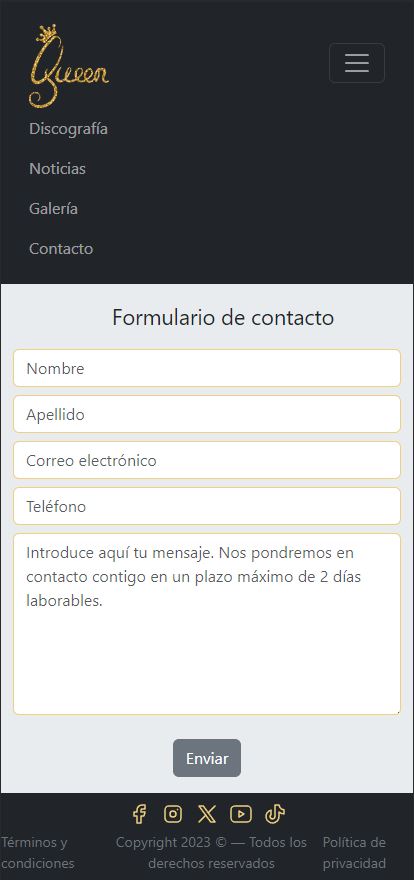 Queen
Discografía
Noticias
Galería
Contacto
Formulario de contacto
Nombre
Apellido
Correo electrónico
Teléfono
Introduce aquí tu mensaje. Nos pondremos en
contacto contigo en un plazo máximo de 2 días
laborables.
Enviar
Términos y
condiciones
Copyright 2023 © — Todos los
derechos reservados
Política de
privacidad